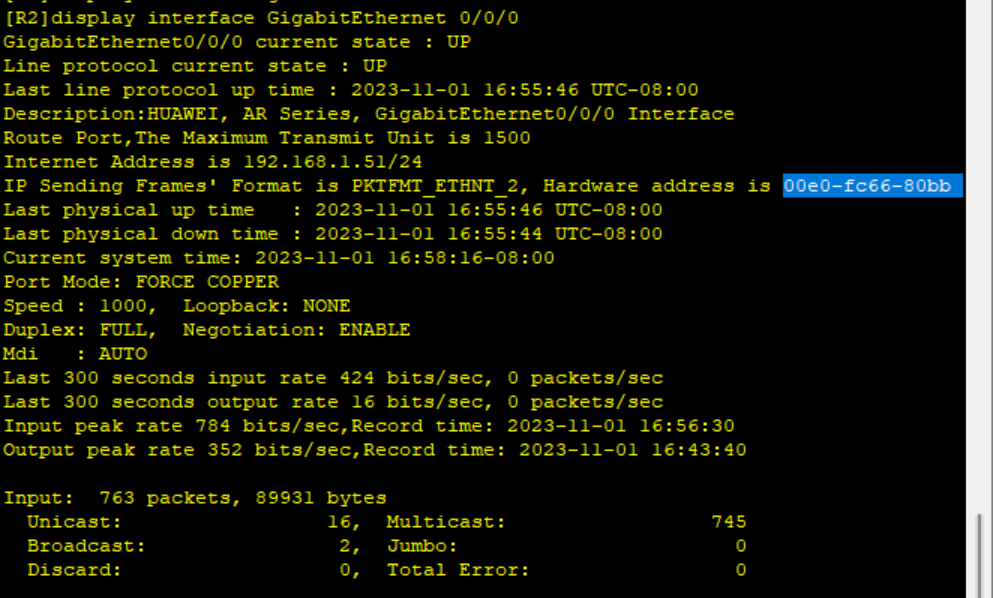 [R2]display interface GigabitEthernet 0/0/0
GigabitEthernet0/0/0 current state : UP
Line protocol current state : UP
Last line protocol up time : 2023-11-01 16:55:46 UTC-08:00
Description:HUAWEI, AR Series, GigabitEthernet0/0/0 Interface
Route Port,The Maximum Transmit Unit is 1500
Internet Address is 192.168.1.51/24
IP Sending Frames' Format is PKTFMT_ETHNT_2, Hardware address is 00e0-fc66-80bb
Last physical up time   : 2023-11-01 16:55:46 UTC-08:00
Last physical down time : 2023-11-01 16:55:44 UTC-08:00
Current system time: 2023-11-01 16:58:16-08:00
Port Mode: FORCE COPPER
Speed : 1000,  Loopback: NONE
Duplex: FULL,  Negotiation: ENABLE
Mdi   : AUTO
Last 300 seconds input rate 424 bits/sec, 0 packets/sec
Last 300 seconds output rate 16 bits/sec, 0 packets/sec
Input peak rate 784 bits/sec,Record time: 2023-11-01 16:56:30
Output peak rate 352 bits/sec,Record time: 2023-11-01 16:43:40
Input:  763 packets, 89931 bytes
  Unicast:                 16,  Multicast:                 745
  Broadcast:                2,  Jumbo:                       0
  Discard:                  0,  Total Error:                 0